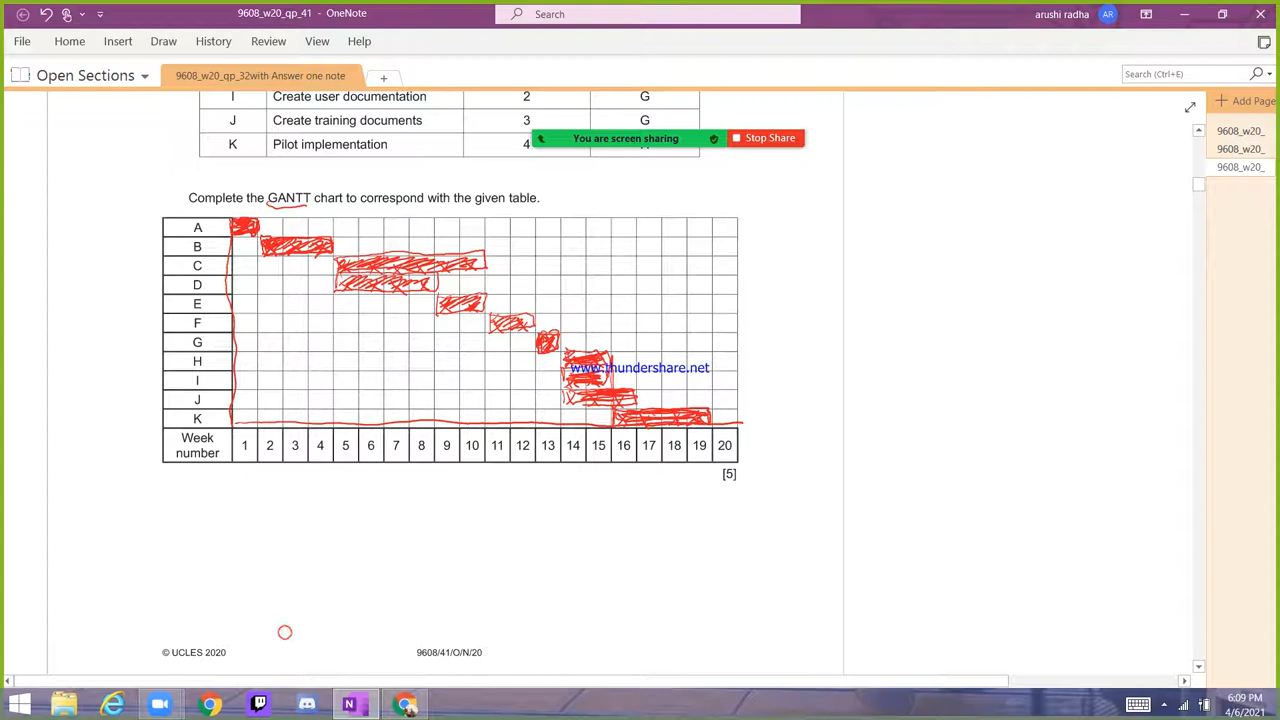 9608_w20_qp_41 - OneNote
Search
arushi radha AR
File Home Insert Draw History Review View Help
Open Sections
9608_w20_qp_32with Answer one note
+
Search (Ctrl+E)
Add Page
9608_w20_
9608_w20_
9608_w20_
I Create user documentation 2 G
J Create training documents 3 G
K Pilot implementation 4
You are screen sharing Stop Share
Complete the GANTT chart to correspond with the given table.
A
B
C
D
E
F
G
H
www.thundershare.net
I
J
K
Week number 1 2 3 4 5 6 7 8 9 10 11 12 13 14 15 16 17 18 19 20
[5]
© UCLES 2020 9608/41/O/N/20
6:09 PM
4/6/2021